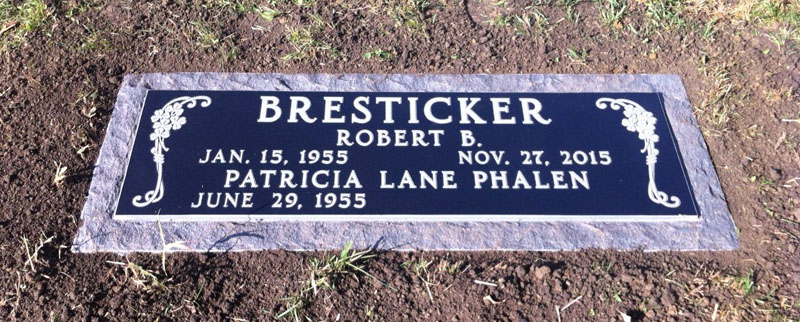 BRESTICKER
ROBERT B.
JAN. 15, 1955 NOV. 27, 2015
PATRICIA LANE PHALEN
JUNE 29, 1955